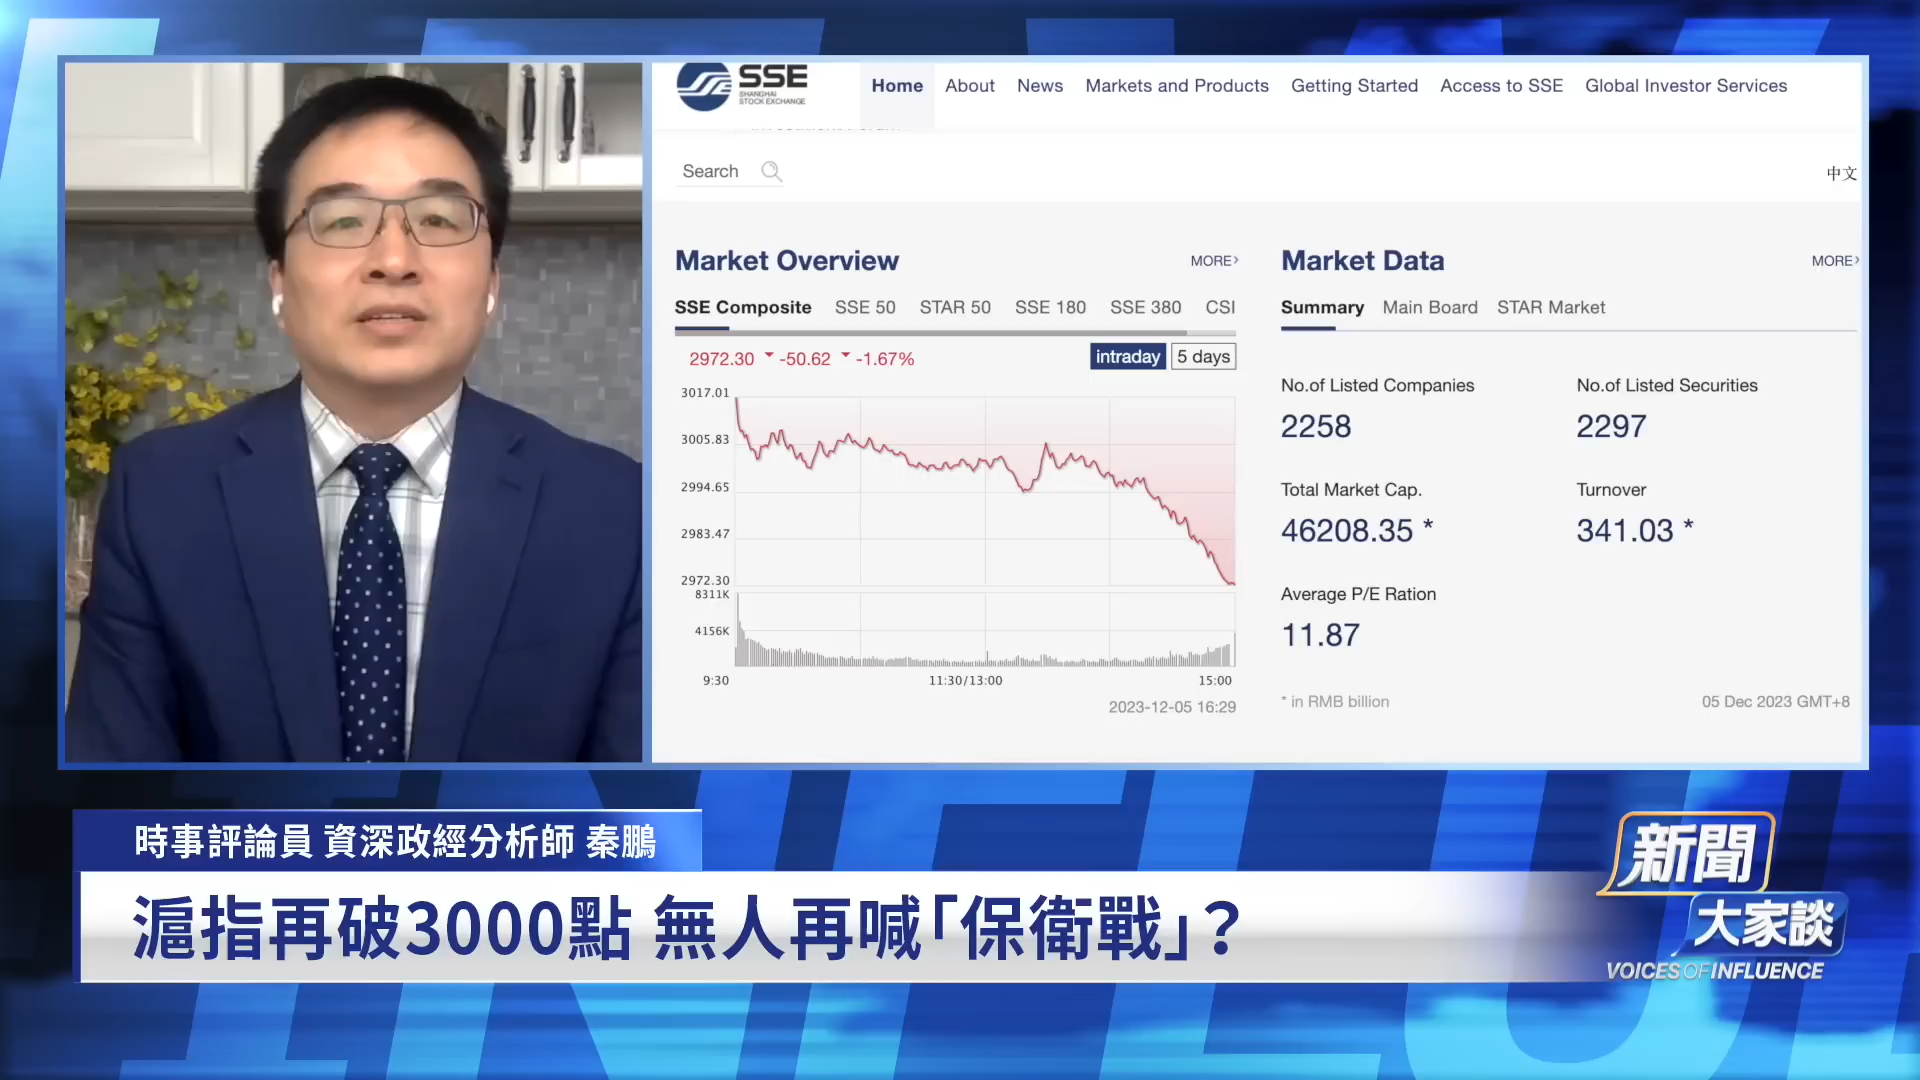 SSE
SHANGHAI
STOCK EXCHANGE
Home About News Markets and Products Getting Started Access to SSE Global Investor Services
Search
中文
Market Overview
MORE›
SSE Composite SSE 50 STAR 50 SSE 180 SSE 380 CSI
2972.30 -50.62 -1.67%
intraday 5 days
3017.01
3005.83
2994.65
2983.47
2972.30
8311K
4156K
9:30 11:30/13:00 15:00
2023-12-05 16:29
Market Data
MORE›
Summary Main Board STAR Market
No.of Listed Companies
2258
No.of Listed Securities
2297
Total Market Cap.
46208.35 *
Turnover
341.03 *
Average P/E Ration
11.87
* in RMB billion
05 Dec 2023 GMT+8
時事評論員 資深政經分析師 秦鵬
滬指再破3000點 無人再喊「保衛戰」?
新聞
大家談
VOICES OF INFLUENCE